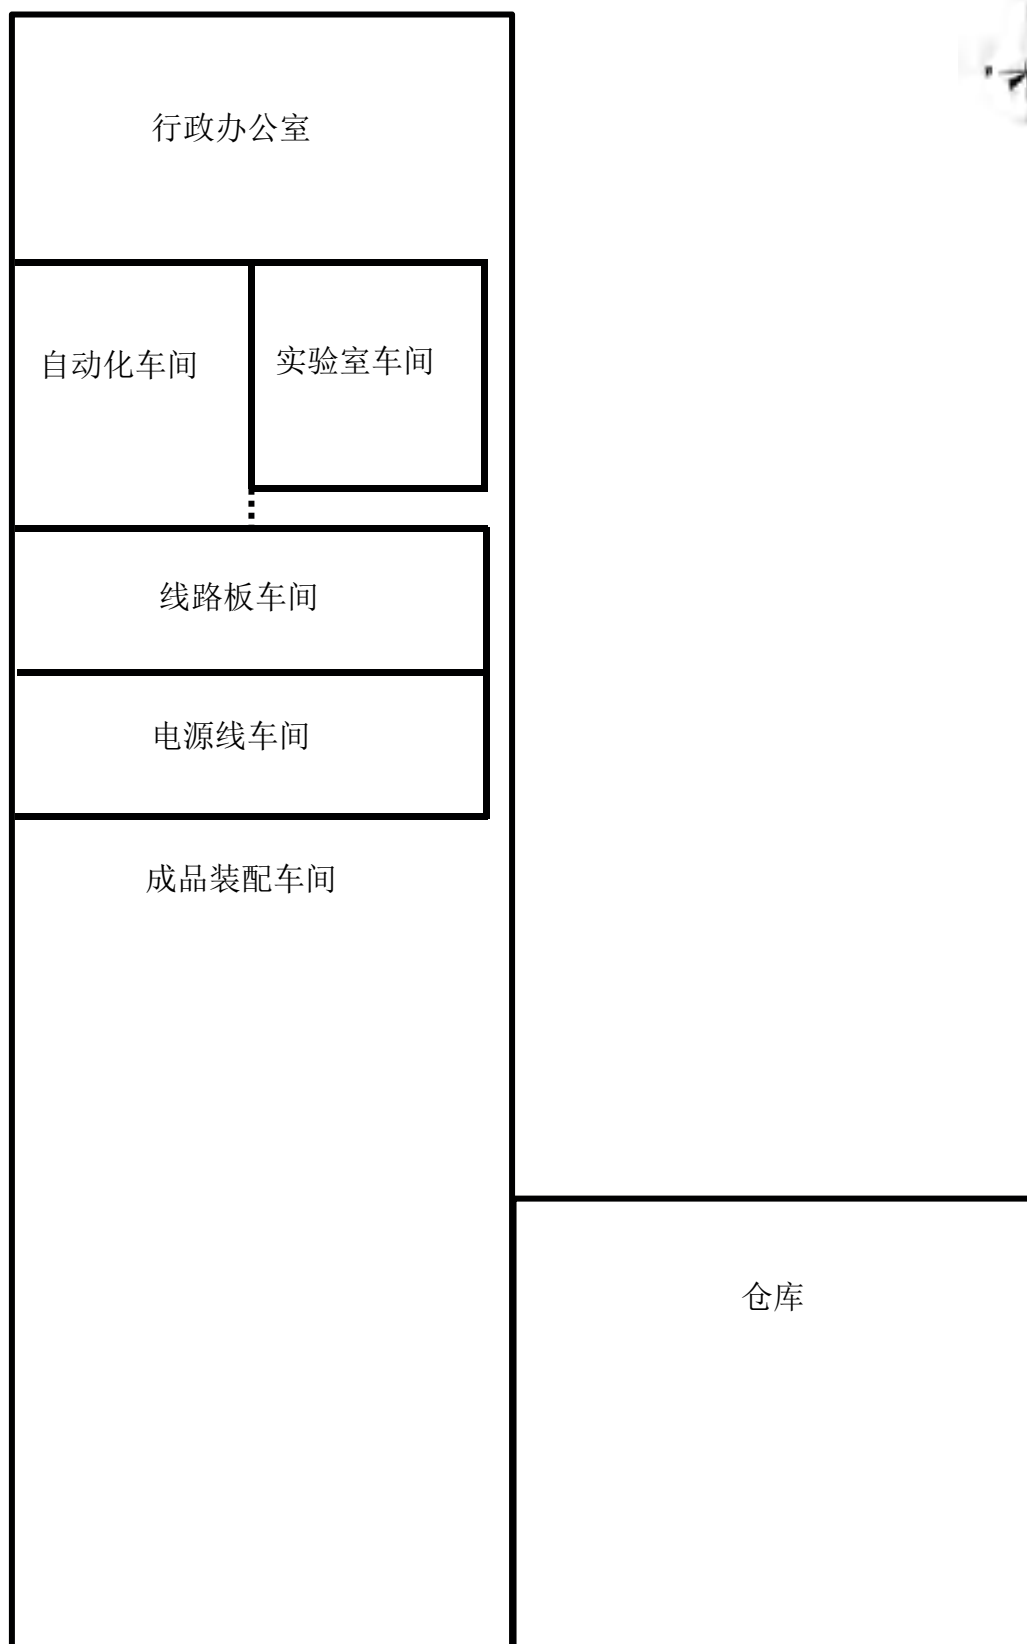 行政办公室
自动化车间
实验室车间
线路板车间
电源线车间
成品装配车间
仓库